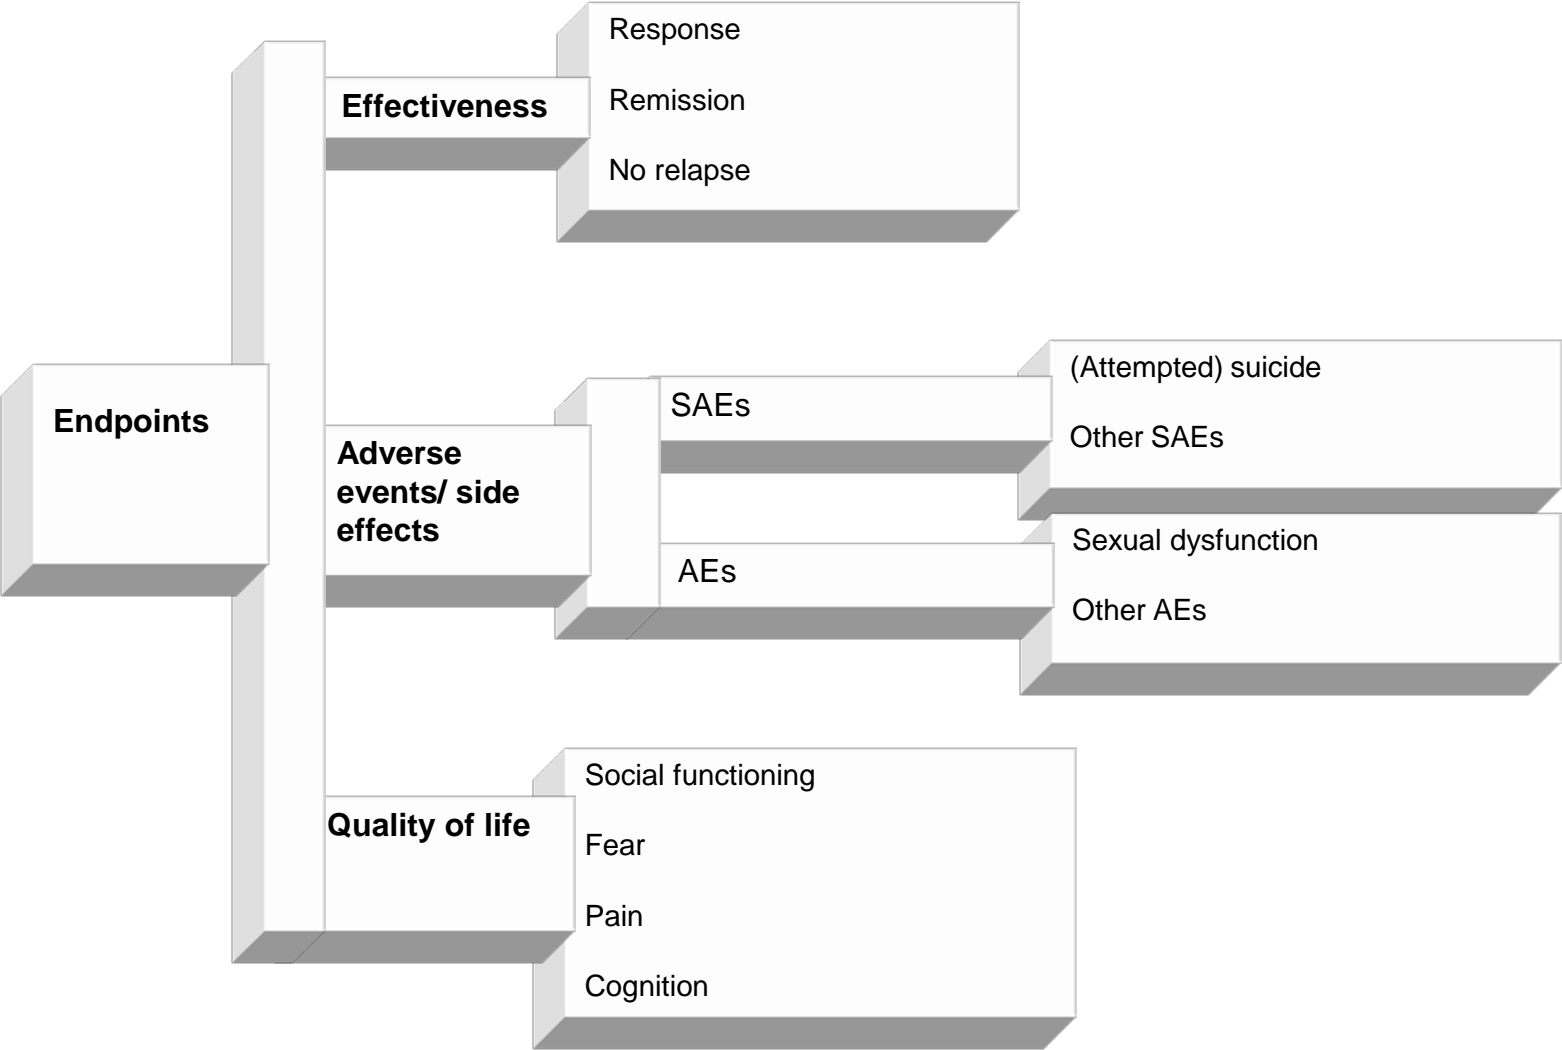 Response
Effectiveness
Remission
No relapse
Endpoints
Adverse
events/ side
effects
SAEs
(Attempted) suicide
Other SAEs
AEs
Sexual dysfunction
Other AEs
Quality of life
Social functioning
Fear
Pain
Cognition